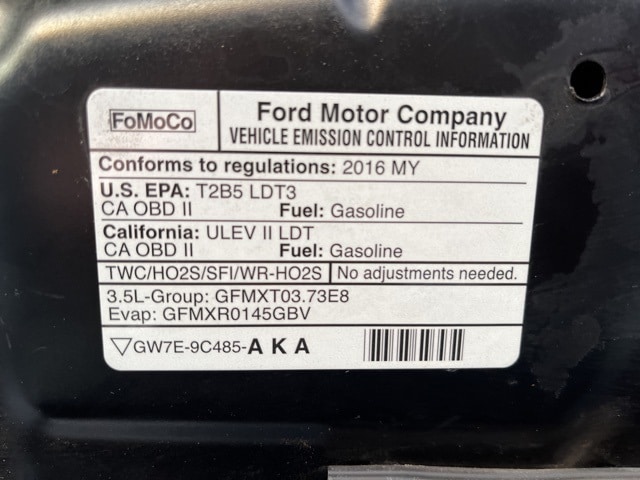 FoMoCo
Ford Motor Company
VEHICLE EMISSION CONTROL INFORMATION
Conforms to regulations: 2016 MY
U.S. EPA: T2B5 LDT3
CA OBD II Fuel: Gasoline
California: ULEV II LDT
CA OBD II Fuel: Gasoline
TWC/HO2S/SFI/WR-HO2S No adjustments needed.
3.5L-Group: GFMXT03.73E8
Evap: GFMXR0145GBV
▽GW7E-9C485-A K A